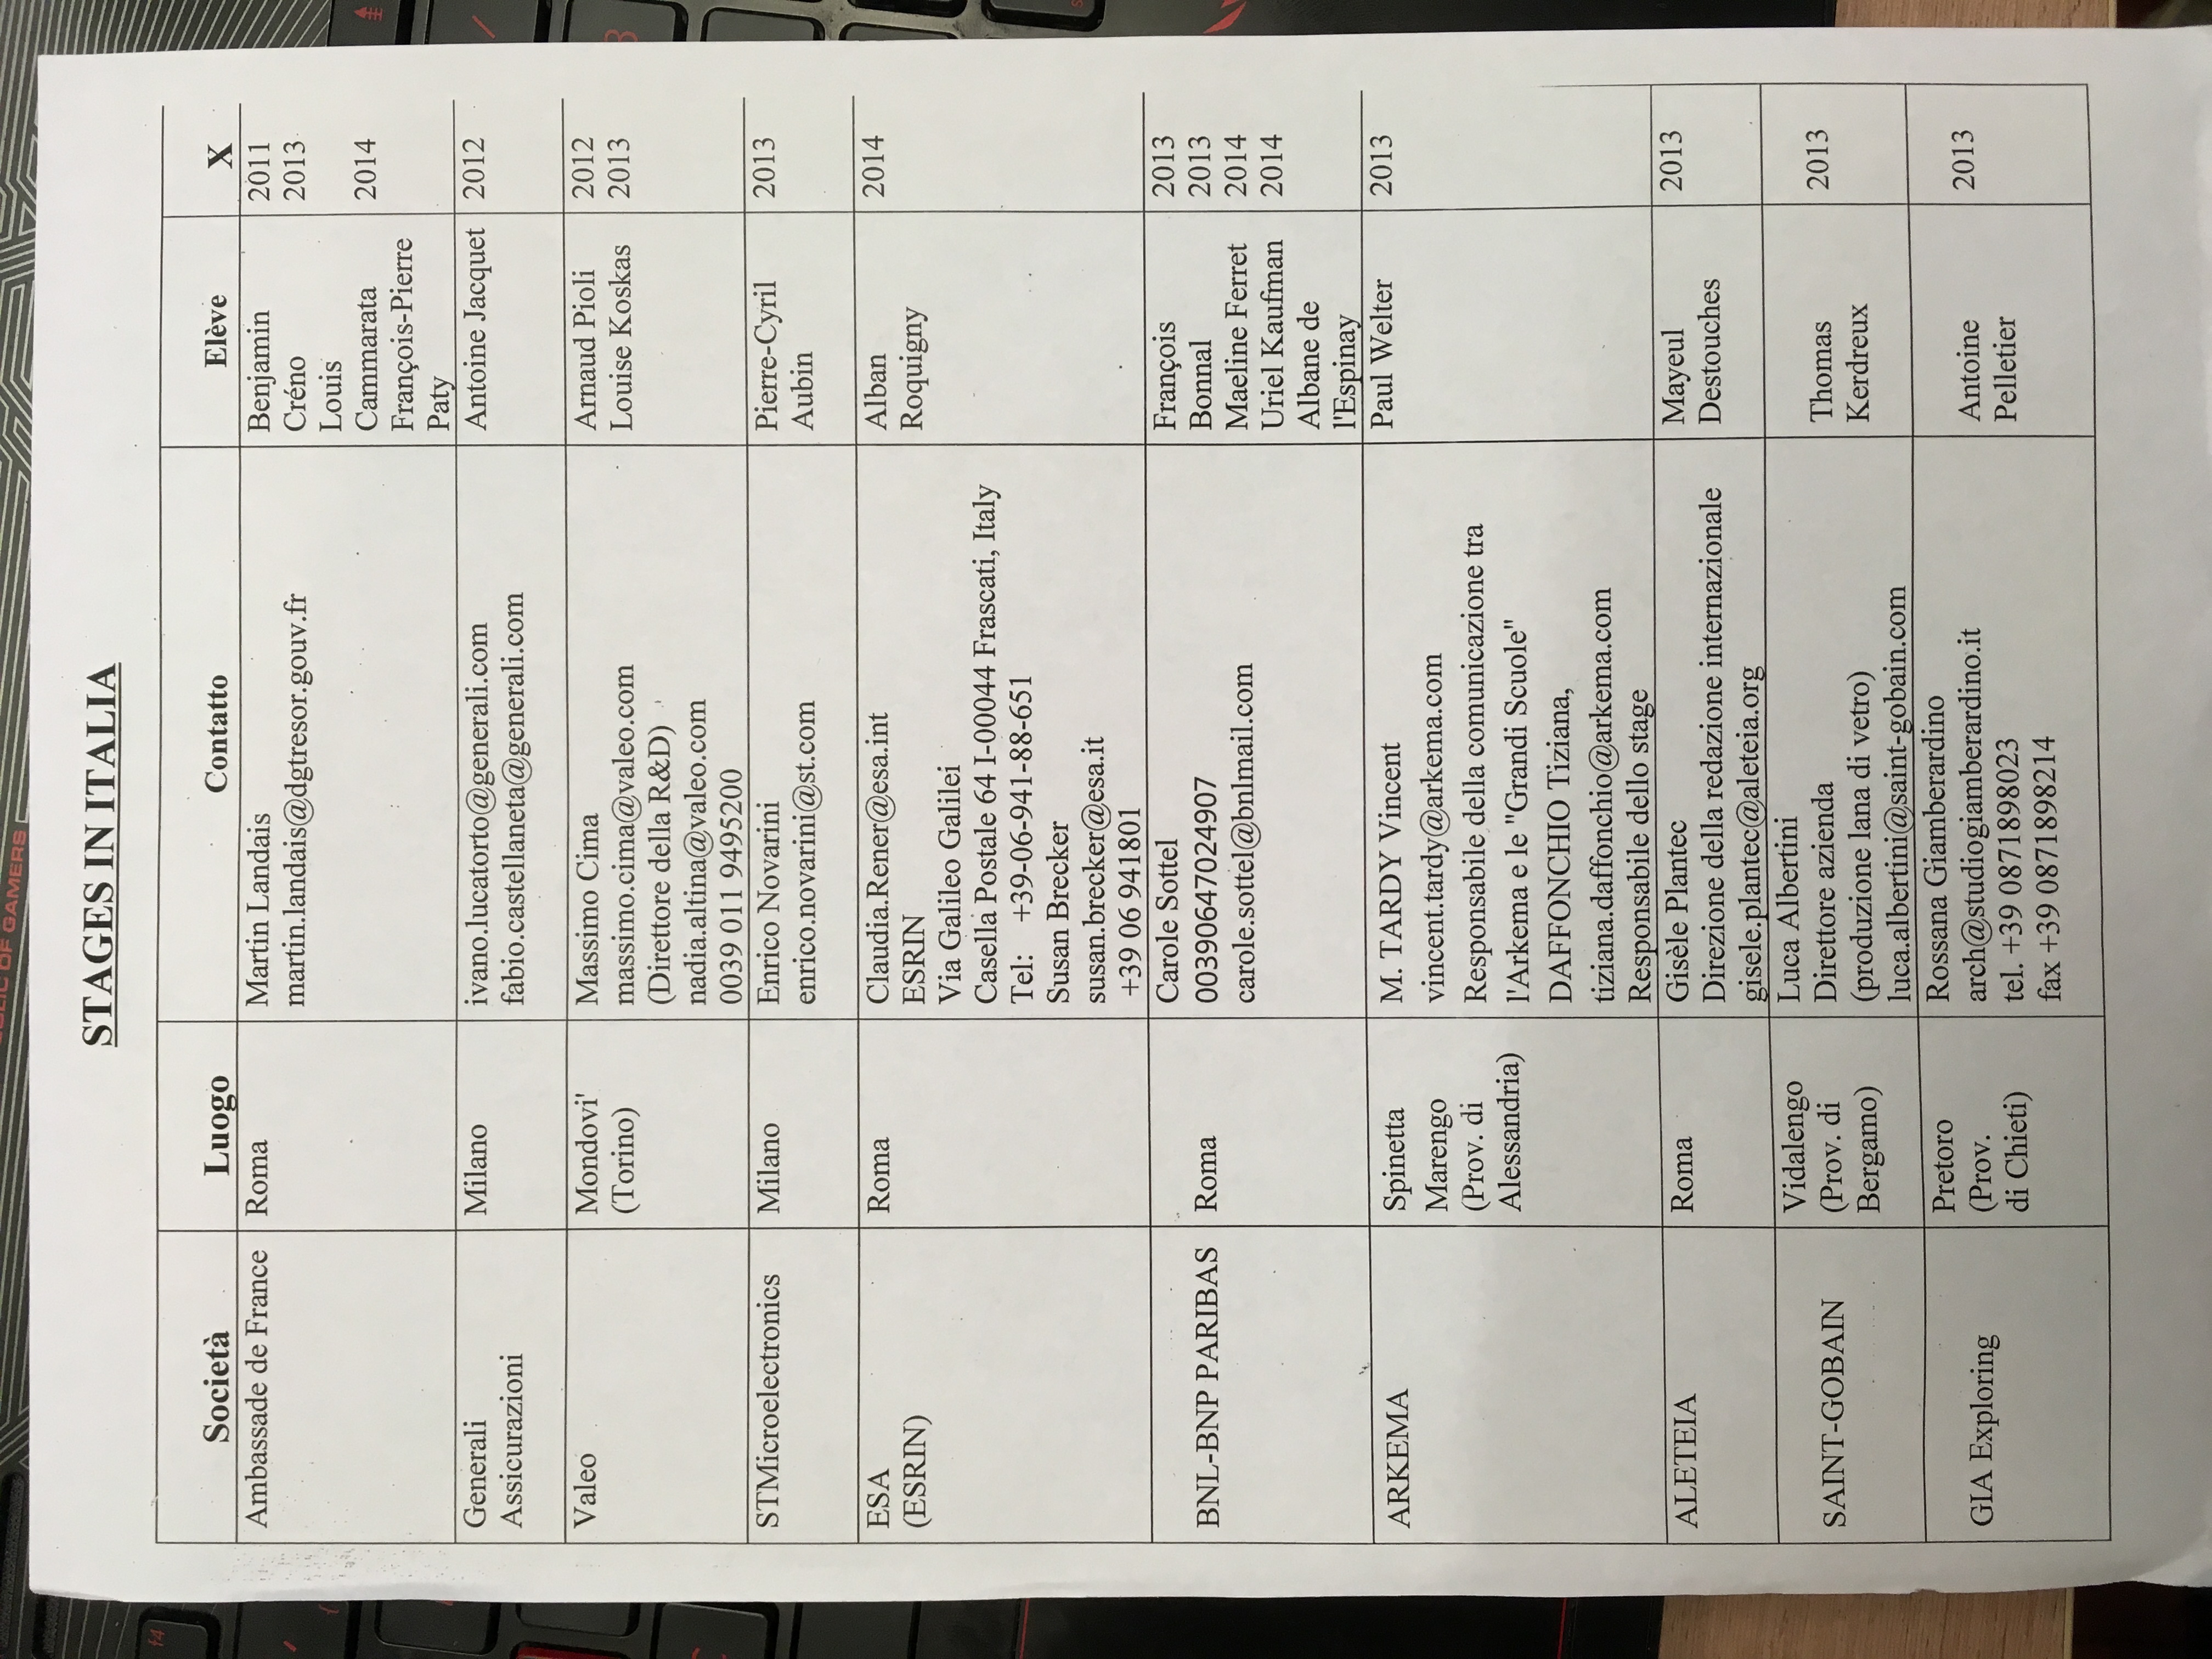 OF GAMERS
f4
STAGES IN ITALIA
Società Luogo Contatto Elève X
Ambassade de France Roma Martin Landais Benjamin 2011
martin.landais@dgtresor.gouv.fr Créno 2013
Louis
Cammarata 2014
François-Pierre
Paty
Generali Milano ivano.lucatorto@generali.com Antoine Jacquet 2012
Assicurazioni fabio.castellaneta@generali.com
Valeo Mondovi' Massimo Cima Arnaud Pioli 2012
(Torino) massimo.cima@valeo.com Louise Koskas 2013
(Direttore della R&D)
nadia.altina@valeo.com
0039 011 9495200
STMicroelectronics Milano Enrico Novarini Pierre-Cyril 2013
enrico.novarini@st.com Aubin
ESA Roma Claudia.Rener@esa.int Alban 2014
(ESRIN) ESRIN Roquigny
Via Galileo Galilei
Casella Postale 64 I-00044 Frascati, Italy
Tel: +39-06-941-88-651
Susan Brecker
susan.brecker@esa.it
+39 06 941801
Carole Sottel François 2013
BNL-BNP PARIBAS Roma 00390647024907 Bonnal 2013
carole.sottel@bnlmail.com Maeline Ferret 2014
Uriel Kaufman 2014
Albane de
l'Espinay
ARKEMA Spinetta M. TARDY Vincent Paul Welter 2013
Marengo vincent.tardy@arkema.com
(Prov. di Responsabile della comunicazione tra
Alessandria) l'Arkema e le "Grandi Scuole"
DAFFONCHIO Tiziana,
tiziana.daffonchio@arkema.com
Responsabile dello stage
ALETEIA Roma Gisèle Plantec Mayeul 2013
Direzione della redazione internazionale Destouches
gisele.plantec@aleteia.org
Vidalengo Luca Albertini
SAINT-GOBAIN (Prov. di Direttore azienda Thomas 2013
Bergamo) (produzione lana di vetro) Kerdreux
luca.albertini@saint-gobain.com
Pretoro Rossana Giamberardino
GIA Exploring (Prov. arch@studiogiamberardino.it Antoine 2013
di Chieti) tel. +39 0871898023 Pelletier
fax +39 0871898214